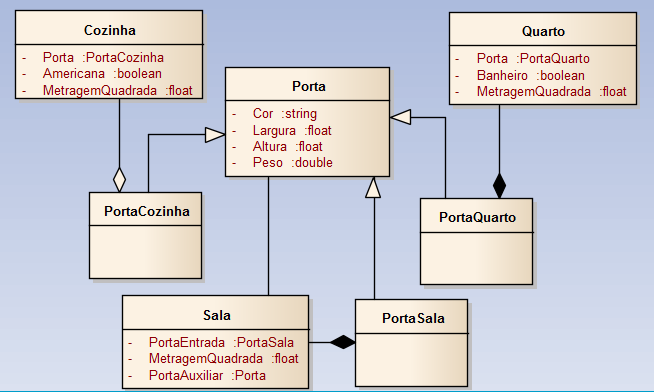 Cozinha
- Porta :PortaCozinha
- Americana :boolean
- MetragemQuadrada :float
Quarto
- Porta :PortaQuarto
- Banheiro :boolean
- MetragemQuadrada :float
Porta
- Cor :string
- Largura :float
- Altura :float
- Peso :double
PortaCozinha
PortaQuarto
Sala
- PortaEntrada :PortaSala
- MetragemQuadrada :float
- PortaAuxiliar :Porta
PortaSala